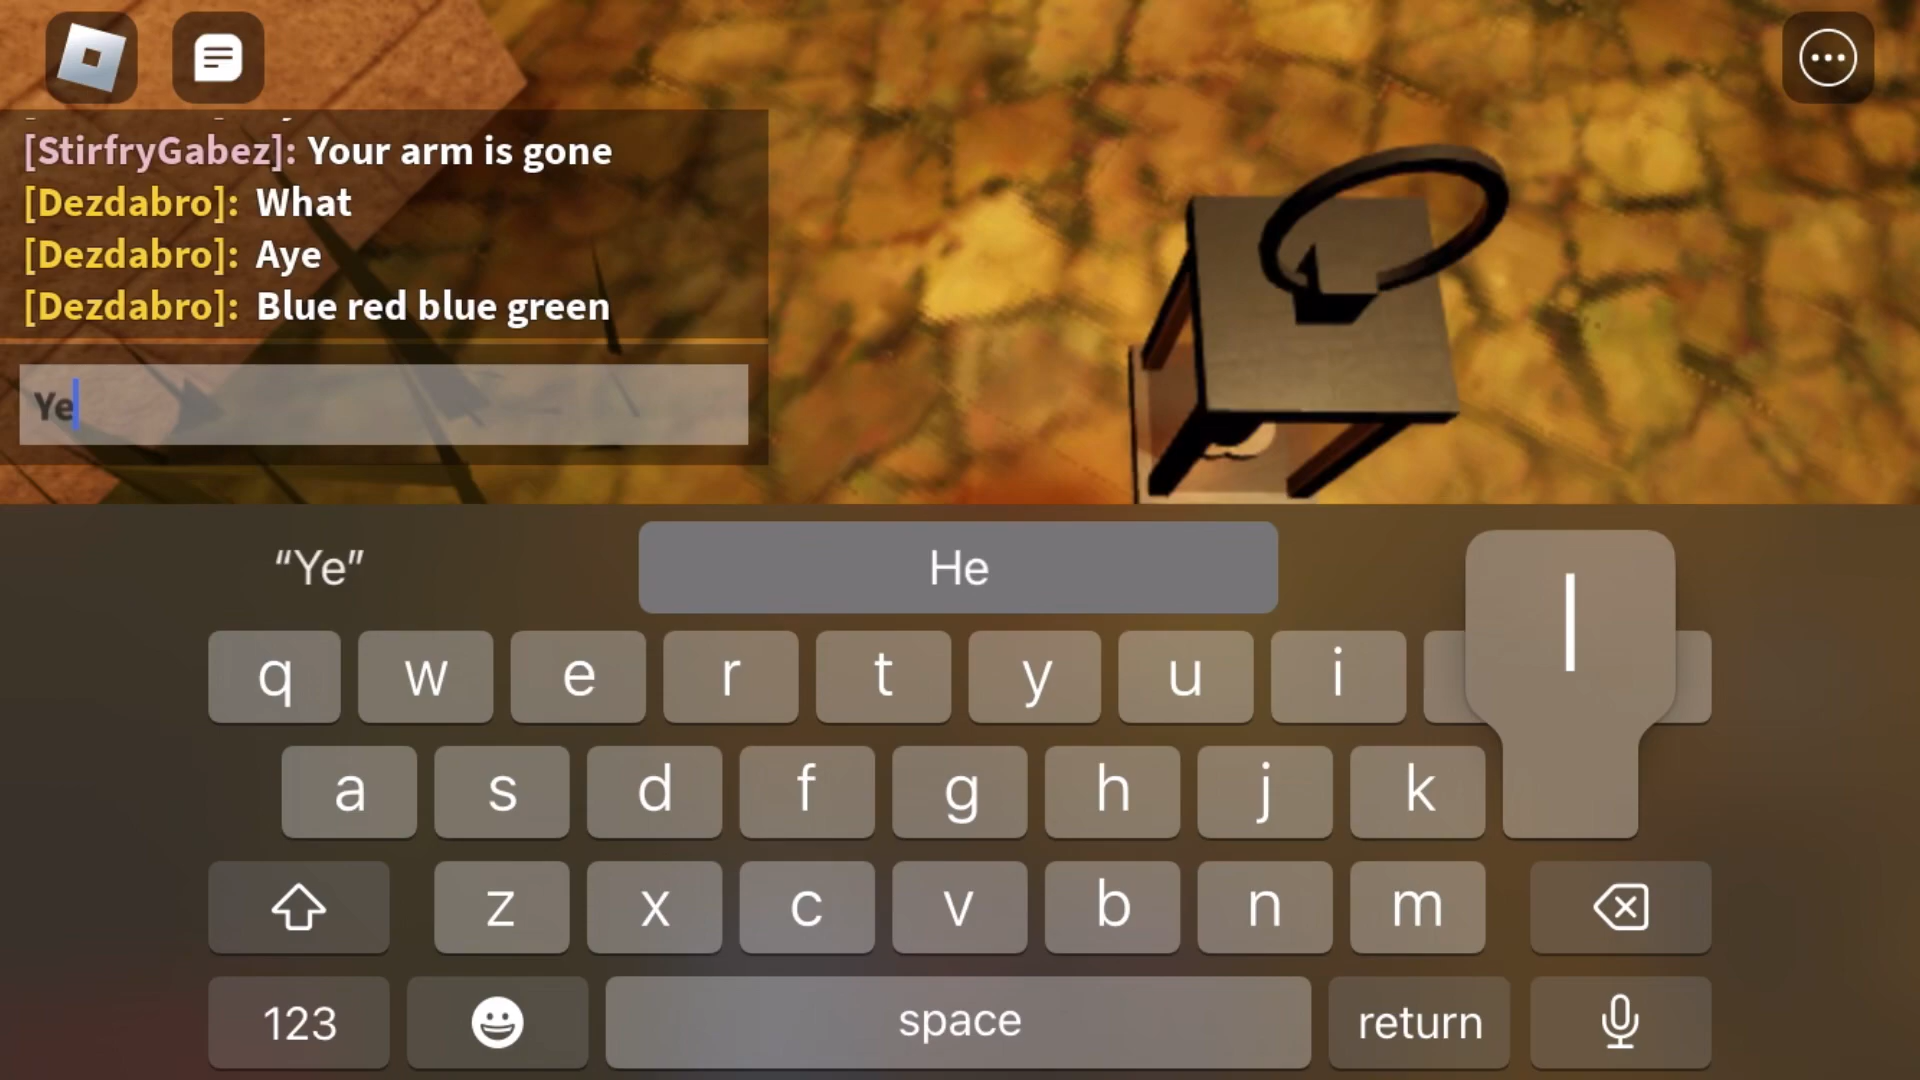 [StirfryGabez]: Your arm is gone
[Dezdabro]: What
[Dezdabro]: Aye
[Dezdabro]: Blue red blue green
Ye
“Ye” He
l
q w e r t y u i
a s d f g h j k
z x c v b n m
123 space return